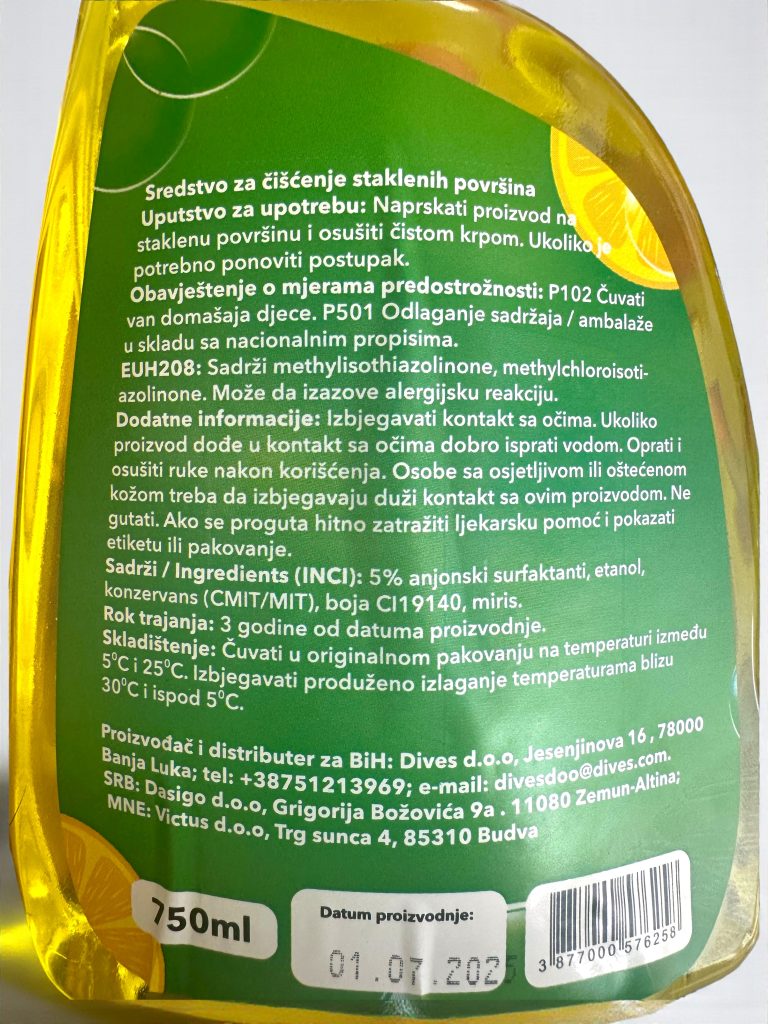 Sredstvo za čišćenje staklenih površina
Uputstvo za upotrebu: Naprskati proizvod na
staklenu površinu i osušiti čistom krpom. Ukoliko je
potrebno ponoviti postupak.
Obavještenje o mjerama predostrožnosti: P102 Čuvati
van domašaja djece. P501 Odlaganje sadržaja / ambalaže
u skladu sa nacionalnim propisima.
EUH208: Sadrži methylisothiazolinone, methylchloroisoti-
azolinone. Može da izazove alergijsku reakciju.
Dodatne informacije: Izbjegavati kontakt sa očima. Ukoliko
proizvod dođe u kontakt sa očima dobro isprati vodom. Oprati i
osušiti ruke nakon korišćenja. Osobe sa osjetljivom ili oštećenom
kožom treba da izbjegavaju duži kontakt sa ovim proizvodom. Ne
gutati. Ako se proguta hitno zatražiti ljekarsku pomoć i pokazati
etiketu ili pakovanje.
Sadrži / Ingredients (INCI): 5% anjonski surfaktanti, etanol,
konzervans (CMIT/MIT), boja CI19140, miris.
Rok trajanja: 3 godine od datuma proizvodnje.
Skladištenje: Čuvati u originalnom pakovanju na temperaturi između
5⁰C i 25⁰C. Izbjegavati produženo izlaganje temperaturama blizu
30⁰C i ispod 5⁰C.
Proizvođač i distributer za BiH: Dives d.o.o, Jesenjinova 16 , 78000
Banja Luka; tel: +38751213969; e-mail: divesdoo@dives.com.
SRB: Dasigo d.o.o, Grigorija Božovića 9a . 11080 Zemun-Altina;
MNE: Victus d.o.o, Trg sunca 4, 85310 Budva
750ml
Datum proizvodnje:
01.07.2025
3 877000 576258